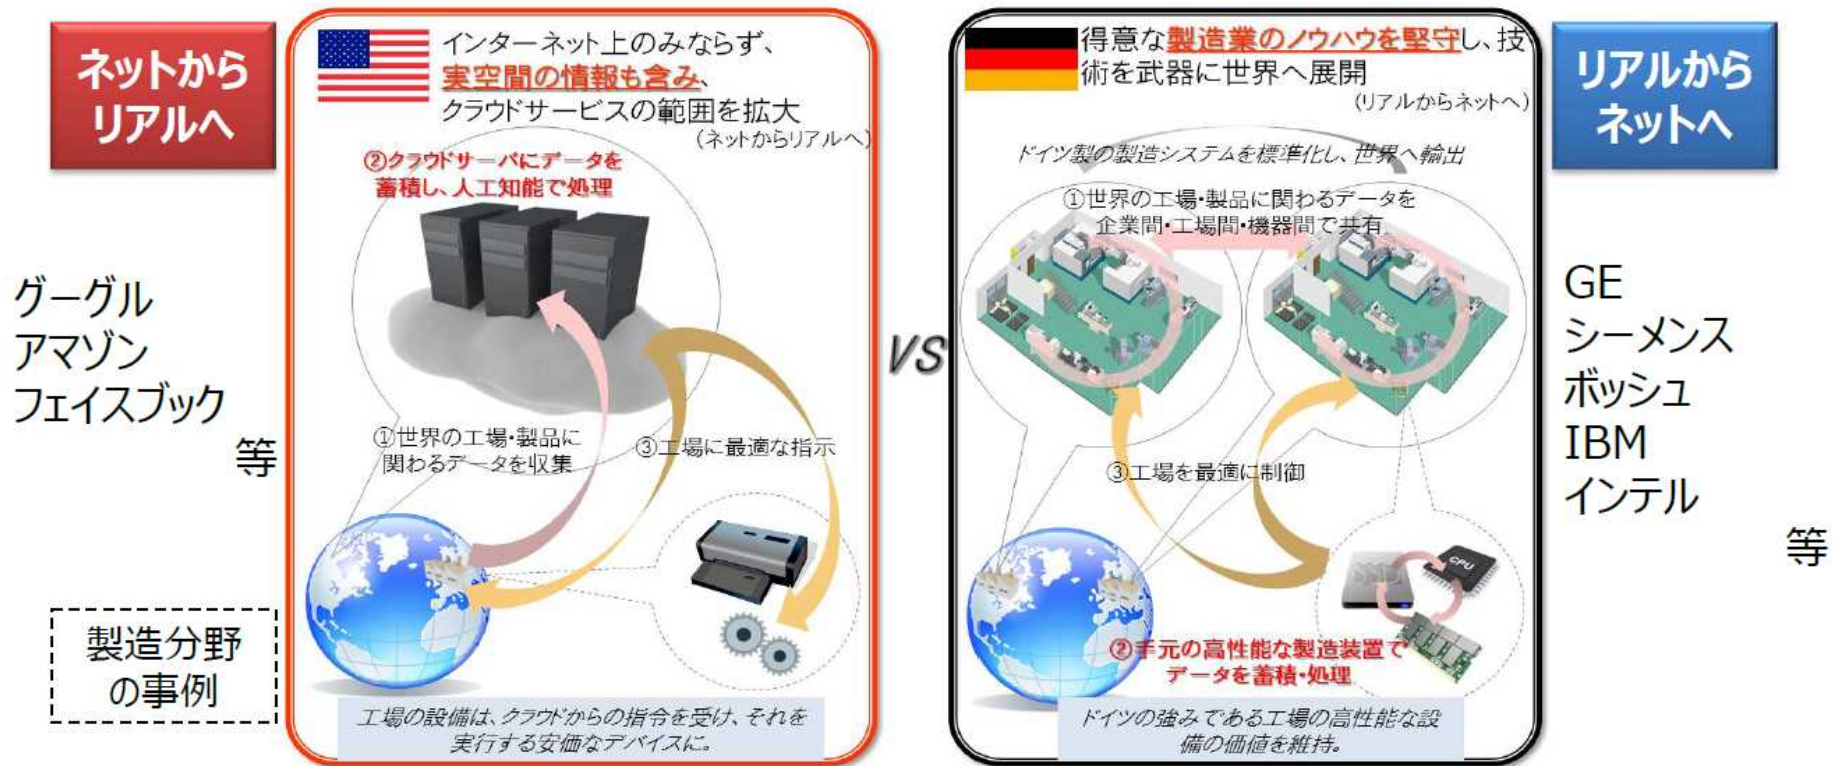 ネットから
リアルへ
インターネット上のみならず、
実空間の情報も含み、
クラウドサービスの範囲を拡大
(ネットからリアルへ)
②クラウドサーバにデータを
蓄積し、人工知能で処理
グーグル
アマゾン
フェイスブック
等
①世界の工場・製品に
関わるデータを収集
③工場に最適な指示
製造分野
の事例
工場の設備は、クラウドからの指令を受け、それを
実行する安価なデバイスに。
VS
得意な製造業のノウハウを堅守し、技
術を武器に世界へ展開
(リアルからネットへ)
ドイツ製の製造システムを標準化し、世界へ輸出
①世界の工場・製品に関わるデータを
企業間・工場間・機器間で共有
③工場を最適に制御
CPU
②手元の高性能な製造装置で
データを蓄積・処理
ドイツの強みである工場の高性能な設
備の価値を維持。
リアルから
ネットへ
GE
シーメンス
ボッシュ
IBM
インテル
等